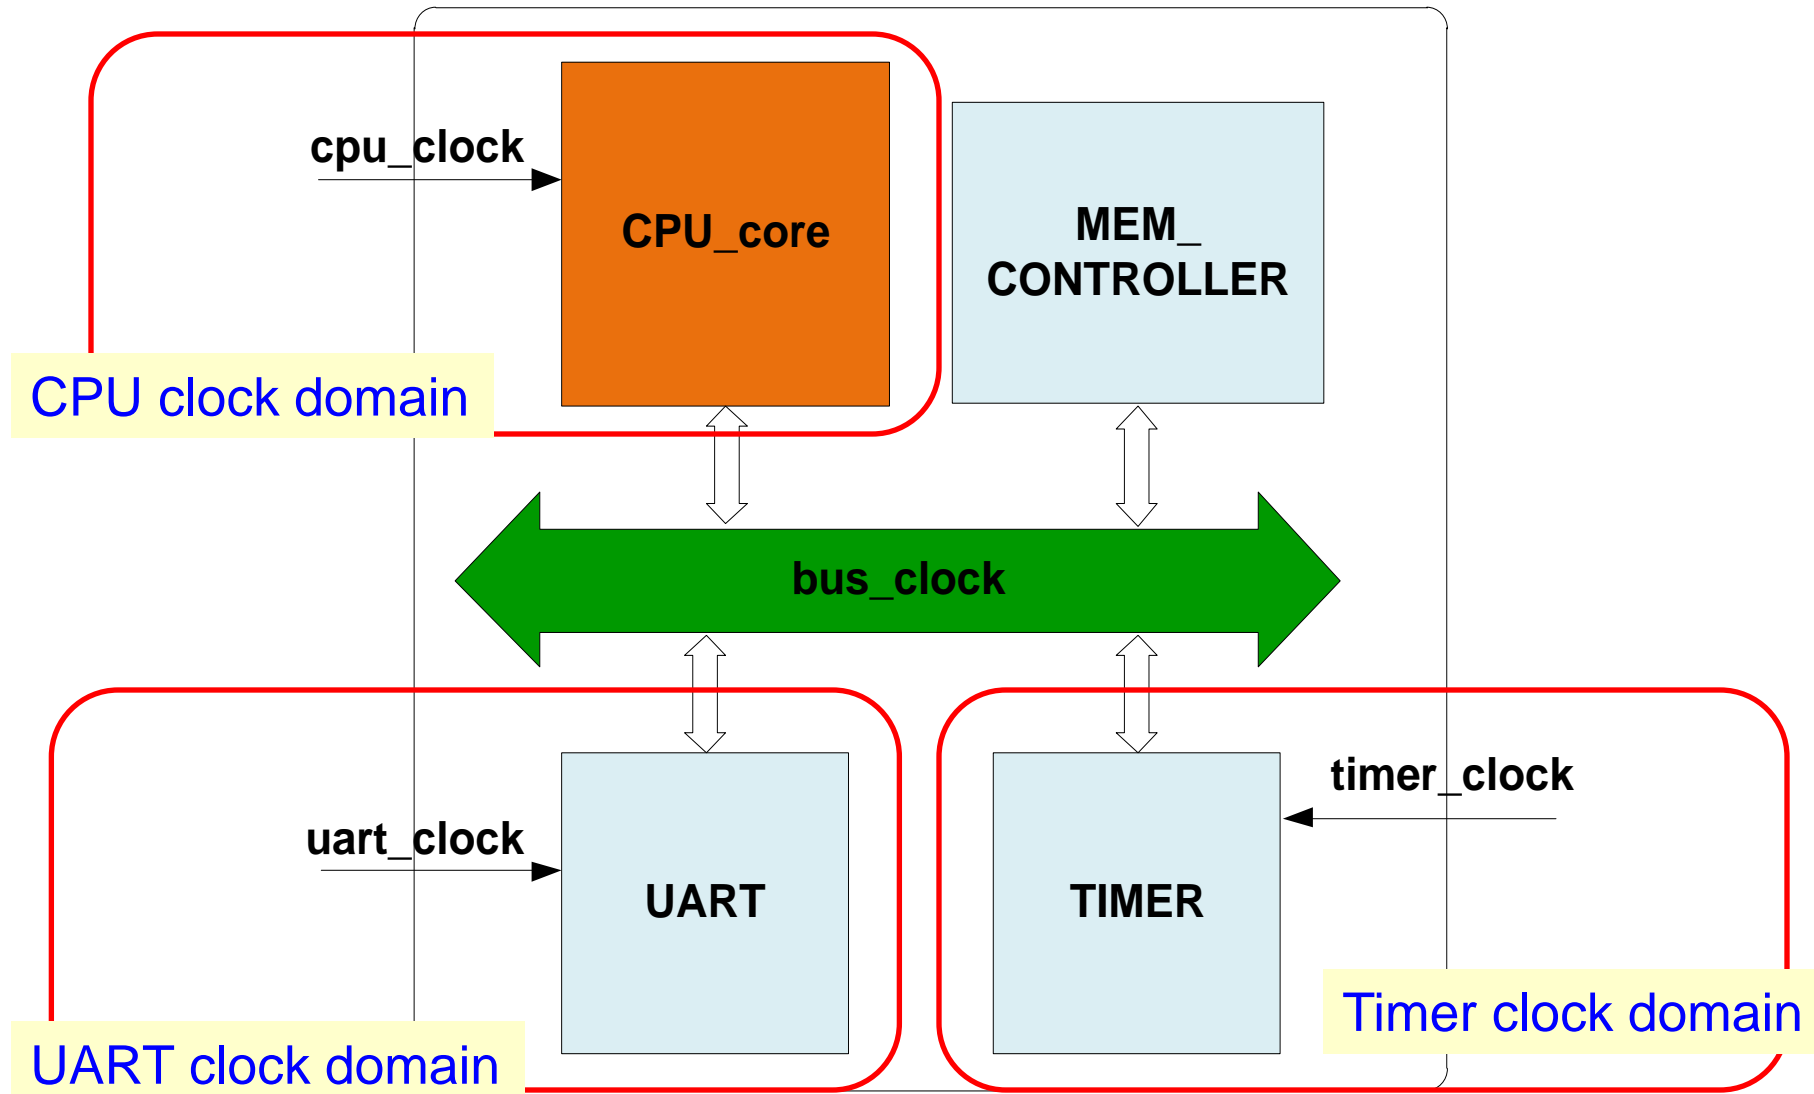 cpu_clock
CPU_core
MEM_
CONTROLLER
CPU clock domain
bus_clock
timer_clock
uart_clock
UART
TIMER
Timer clock domain
UART clock domain